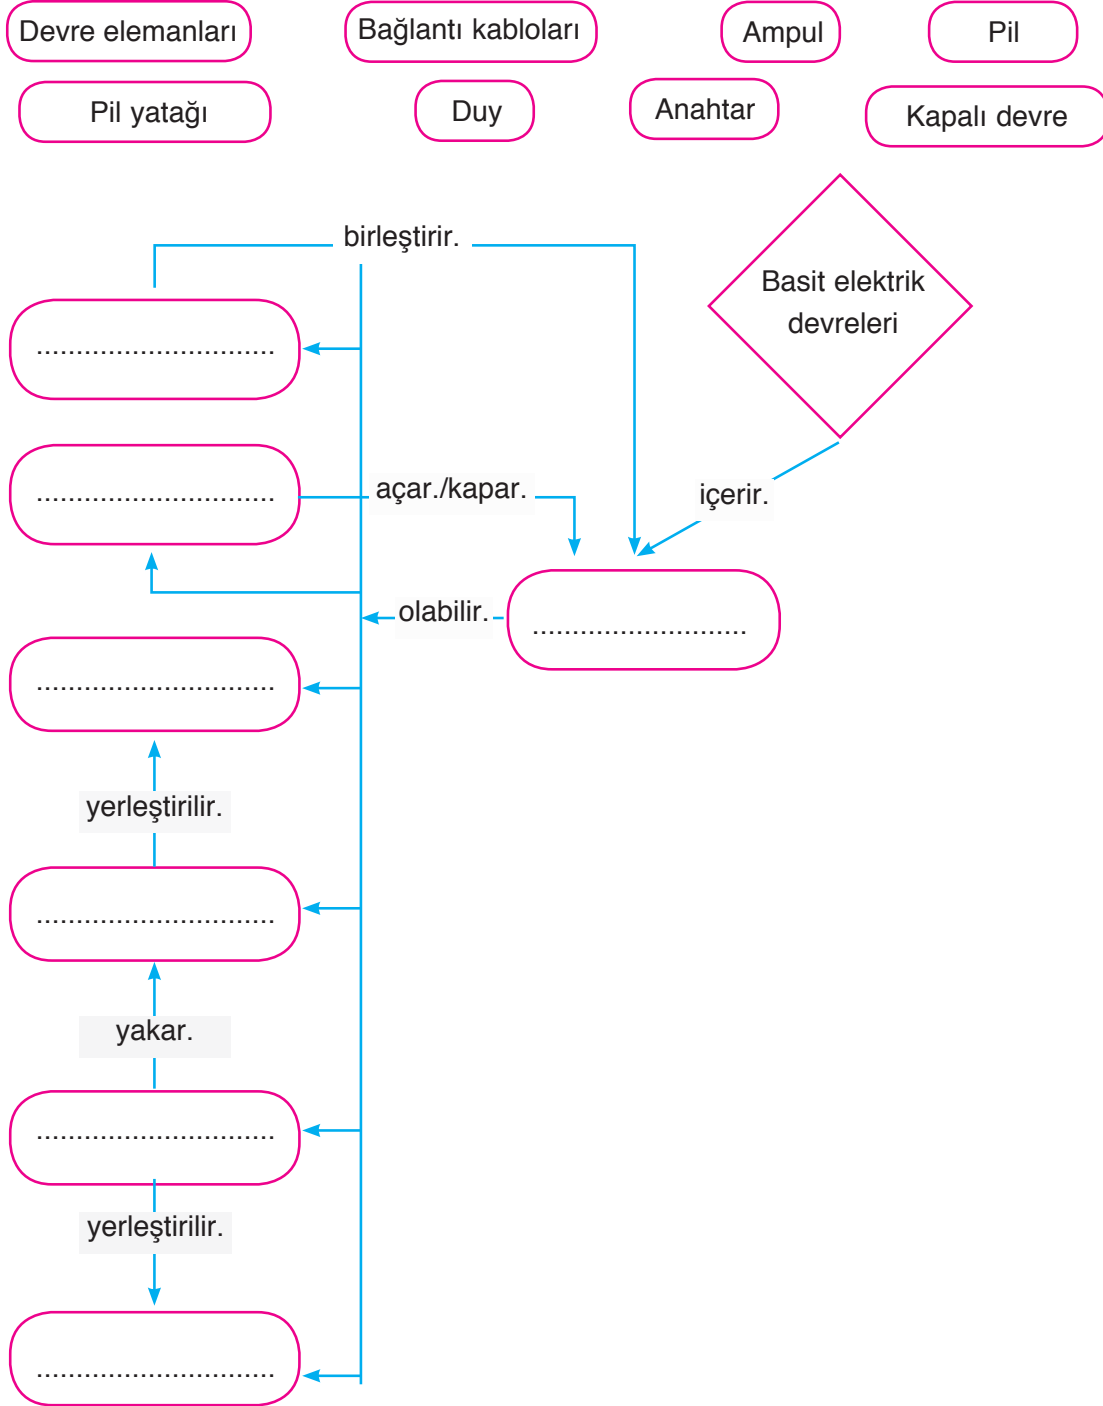 Devre elemanları
Bağlantı kabloları
Ampul
Pil
Pil yatağı
Duy
Anahtar
Kapalı devre
birleştirir.
Basit elektrik
devreleri
..............................
..............................
açar./kapar.
içerir.
olabilir.
...........................
..............................
yerleştirilir.
..............................
yakar.
..............................
yerleştirilir.
..............................